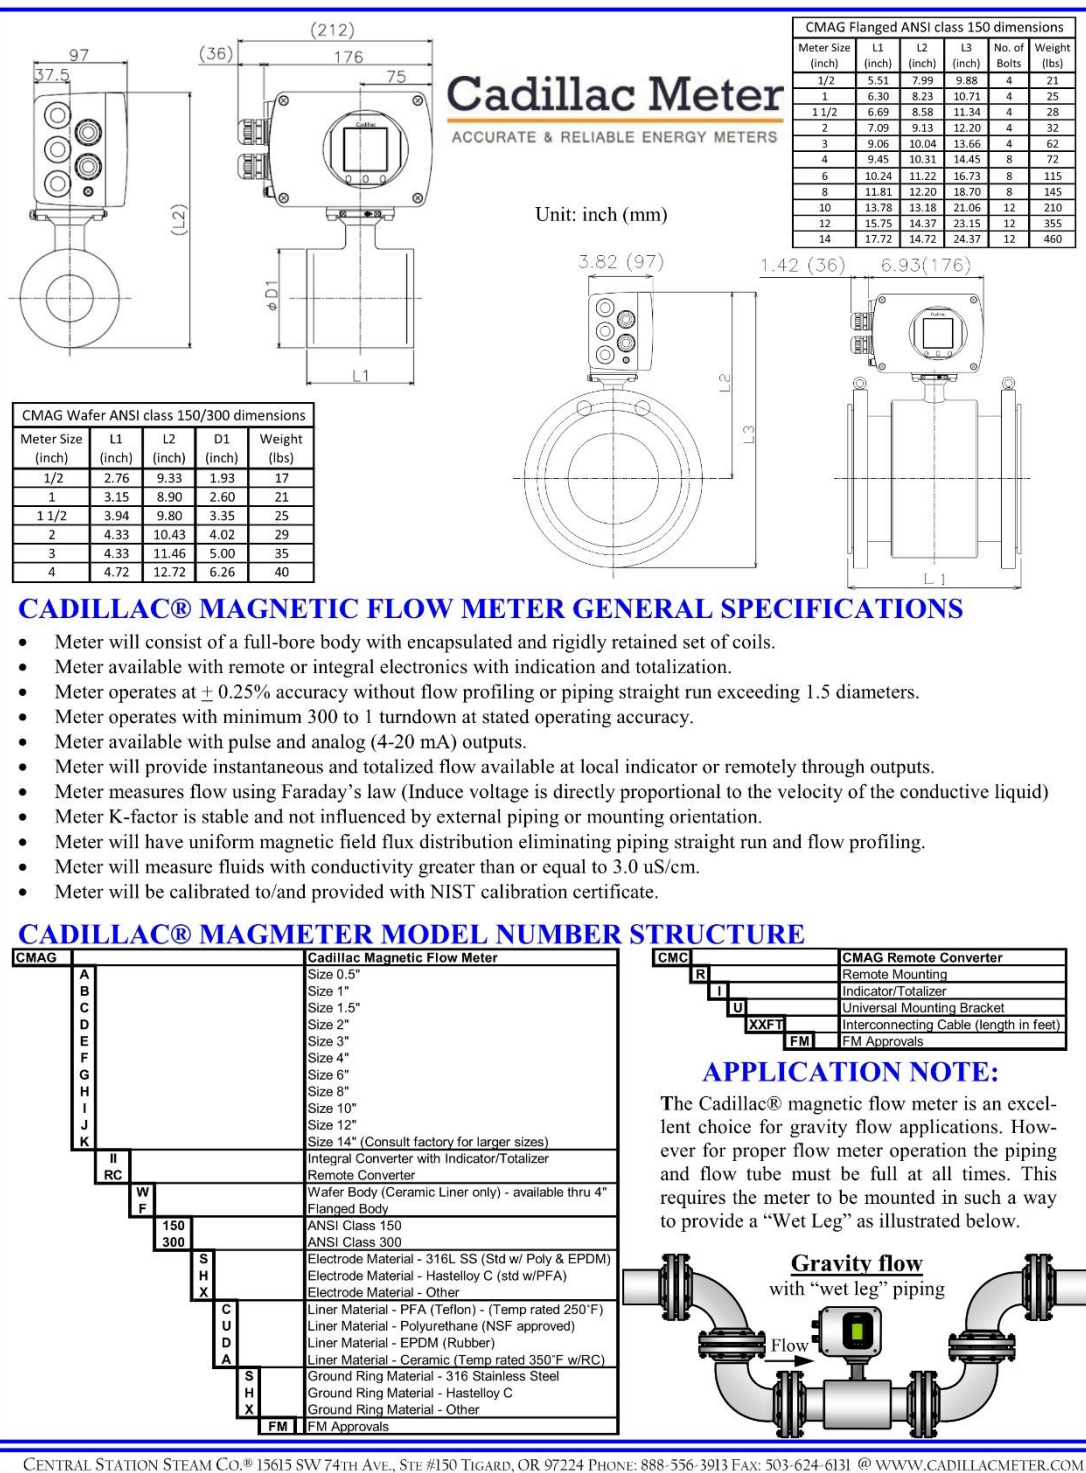 97
37.5
(212)
(36)
176
75
Cadillac
(L2)
φD1
L1
Cadillac Meter
ACCURATE & RELIABLE ENERGY METERS
Unit: inch (mm)
CMAG Flanged ANSI class 150 dimensions
Meter Size L1 L2 L3 No. of Weight
(inch) (inch) (inch) (inch) Bolts (lbs)
1/2 5.51 7.99 9.88 4 21
1 6.30 8.23 10.71 4 25
1 1/2 6.69 8.58 11.34 4 28
2 7.09 9.13 12.20 4 32
3 9.06 10.04 13.66 4 62
4 9.45 10.31 14.45 8 72
6 10.24 11.22 16.73 8 115
8 11.81 12.20 18.70 8 145
10 13.78 13.18 21.06 12 210
12 15.75 14.37 23.15 12 355
14 17.72 14.72 24.37 12 460
3.82 (97)
L2
L3
1.42 (36) 6.93(176)
Cadillac
L1
CMAG Wafer ANSI class 150/300 dimensions
Meter Size L1 L2 D1 Weight
(inch) (inch) (inch) (inch) (lbs)
1/2 2.76 9.33 1.93 17
1 3.15 8.90 2.60 21
1 1/2 3.94 9.80 3.35 25
2 4.33 10.43 4.02 29
3 4.33 11.46 5.00 35
4 4.72 12.72 6.26 40
CADILLAC® MAGNETIC FLOW METER GENERAL SPECIFICATIONS
• Meter will consist of a full-bore body with encapsulated and rigidly retained set of coils.
• Meter available with remote or integral electronics with indication and totalization.
• Meter operates at ± 0.25% accuracy without flow profiling or piping straight run exceeding 1.5 diameters.
• Meter operates with minimum 300 to 1 turndown at stated operating accuracy.
• Meter available with pulse and analog (4-20 mA) outputs.
• Meter will provide instantaneous and totalized flow available at local indicator or remotely through outputs.
• Meter measures flow using Faraday's law (Induce voltage is directly proportional to the velocity of the conductive liquid)
• Meter K-factor is stable and not influenced by external piping or mounting orientation.
• Meter will have uniform magnetic field flux distribution eliminating piping straight run and flow profiling.
• Meter will measure fluids with conductivity greater than or equal to 3.0 uS/cm.
• Meter will be calibrated to/and provided with NIST calibration certificate.
CADILLAC® MAGMETER MODEL NUMBER STRUCTURE
CMAG Cadillac Magnetic Flow Meter
A Size 0.5"
B Size 1"
C Size 1.5"
D Size 2"
E Size 3"
F Size 4"
G Size 6"
H Size 8"
I Size 10"
J Size 12"
K Size 14" (Consult factory for larger sizes)
II Integral Converter with Indicator/Totalizer
RC Remote Converter
W Wafer Body (Ceramic Liner only) - available thru 4"
F Flanged Body
150 ANSI Class 150
300 ANSI Class 300
S Electrode Material - 316L SS (Std w/ Poly & EPDM)
H Electrode Material - Hastelloy C (std w/PFA)
X Electrode Material - Other
C Liner Material - PFA (Teflon) - (Temp rated 250°F)
U Liner Material - Polyurethane (NSF approved)
D Liner Material - EPDM (Rubber)
A Liner Material - Ceramic (Temp rated 350°F w/RC)
S Ground Ring Material - 316 Stainless Steel
H Ground Ring Material - Hastelloy C
X Ground Ring Material - Other
FM FM Approvals
CMC CMAG Remote Converter
R Remote Mounting
I Indicator/Totalizer
U Universal Mounting Bracket
XXFT Interconnecting Cable (length in feet)
FM FM Approvals
APPLICATION NOTE:
The Cadillac® magnetic flow meter is an excel-
lent choice for gravity flow applications. How-
ever for proper flow meter operation the piping
and flow tube must be full at all times. This
requires the meter to be mounted in such a way
to provide a “Wet Leg” as illustrated below.
Gravity flow
with “wet leg” piping
Flow
CENTRAL STATION STEAM CO.® 15615 SW 74TH AVE., STE #150 TIGARD, OR 97224 PHONE: 888-556-3913 FAX: 503-624-6131 @ WWW.CADILLACMETER.COM